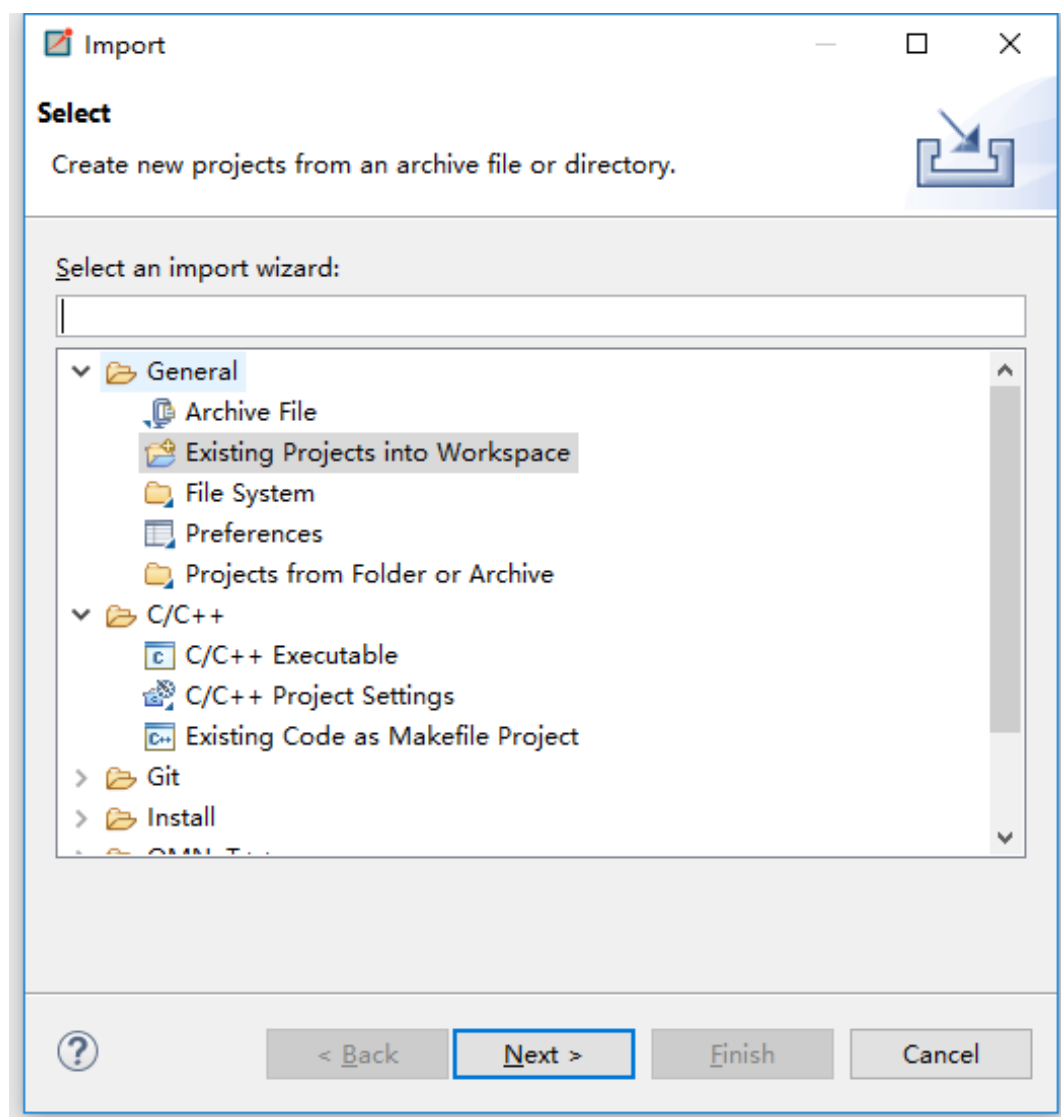 Import
Select
Create new projects from an archive file or directory.
Select an import wizard:
General
Archive File
Existing Projects into Workspace
File System
Preferences
Projects from Folder or Archive
C/C++
C/C++ Executable
C/C++ Project Settings
Existing Code as Makefile Project
Git
Install
< Back Next > Finish Cancel